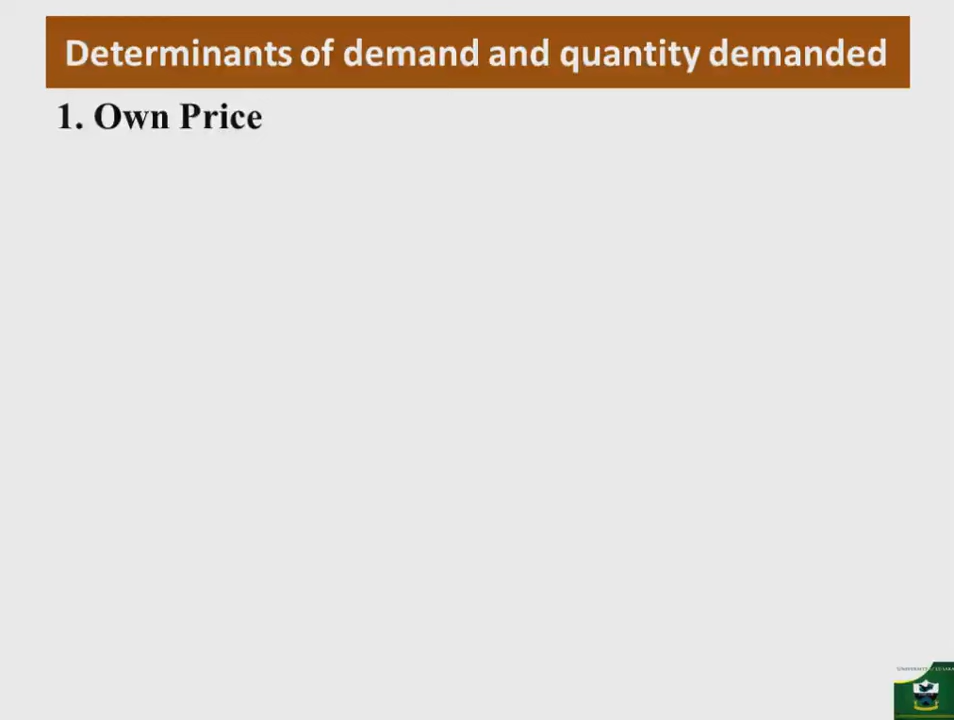 Determinants of demand and quantity demanded
1. Own Price